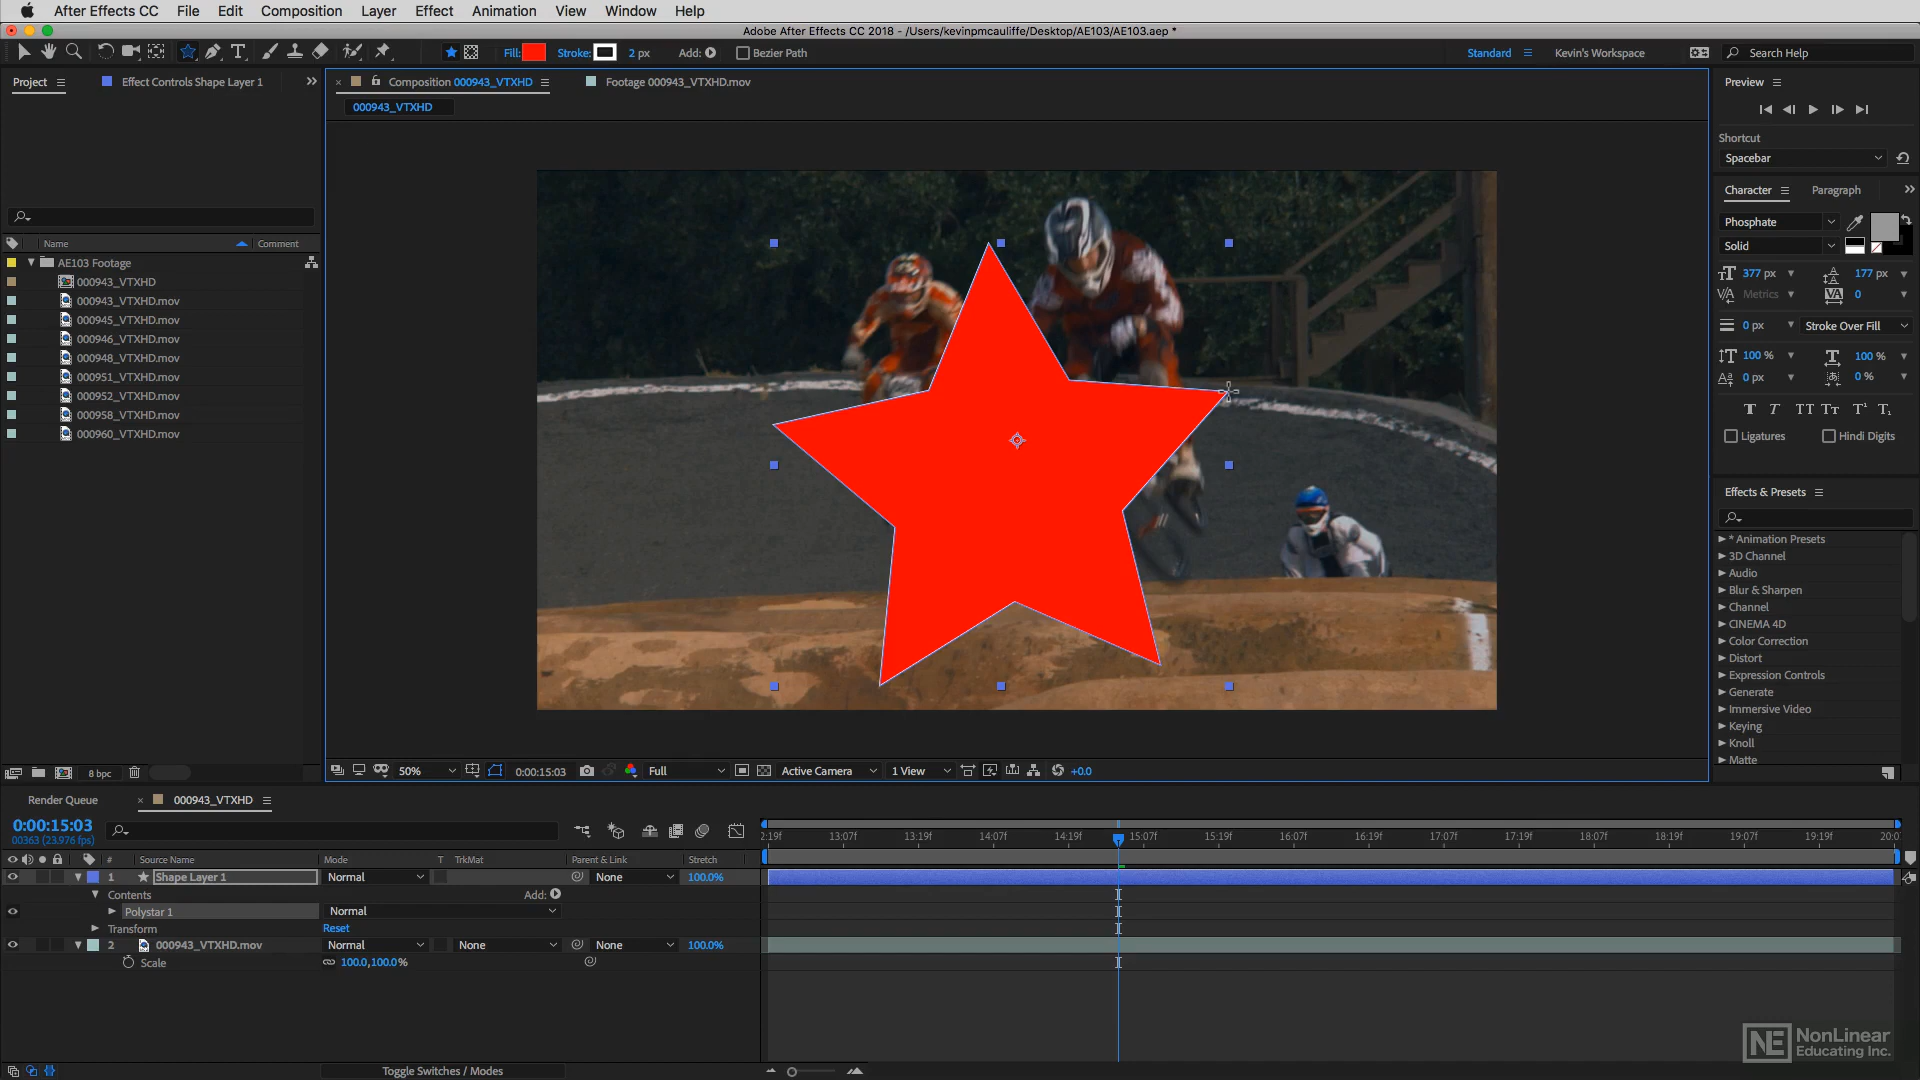 After Effects CC File Edit Composition Layer Effect Animation View Window Help
Adobe After Effects CC 2018 - /Users/kevinpmcauliffe/Desktop/AE103/AE103.aep *
Fill: Stroke: 2 px Add: Bezier Path Standard Kevin's Workspace Search Help
Project Effect Controls Shape Layer 1
Composition 000943_VTXHD Footage 000943_VTXHD.mov
000943_VTXHD
Name Comment
AE103 Footage
000943_VTXHD
000943_VTXHD.mov
000945_VTXHD.mov
000946_VTXHD.mov
000948_VTXHD.mov
000951_VTXHD.mov
000952_VTXHD.mov
000958_VTXHD.mov
000960_VTXHD.mov
8 bpc
50% 0:00:15:03 Full Active Camera 1 View +0.0
Preview
Shortcut
Spacebar
Character Paragraph
Phosphate
Solid
377 px 177 px
Metrics 0
0 px Stroke Over Fill
100 % 100 %
0 px 0 %
T T TT Tт T¹ T₁
Ligatures Hindi Digits
Effects & Presets
* Animation Presets
3D Channel
Audio
Blur & Sharpen
Channel
CINEMA 4D
Color Correction
Distort
Expression Controls
Generate
Immersive Video
Keying
Knoll
Matte
Render Queue 000943_VTXHD
0:00:15:03
00363 (23.976 fps)
2:19f 13:07f 13:19f 14:07f 14:19f 15:07f 15:19f 16:07f 16:19f 17:07f 17:19f 18:07f 18:19f 19:07f 19:19f 20:0
# Source Name Mode T TrkMat Parent & Link Stretch
1 Shape Layer 1 Normal None 100.0%
Contents Add:
Polystar 1 Normal
Transform Reset
2 000943_VTXHD.mov Normal None None 100.0%
Scale 100.0,100.0%
Toggle Switches / Modes
NE NonLinear
Educating Inc.